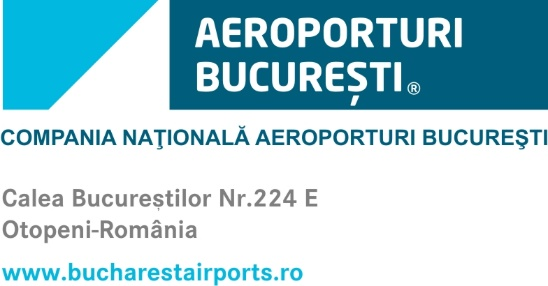 AEROPORTURI
BUCUREȘTI®
COMPANIA NAŢIONALĂ AEROPORTURI BUCUREŞTI
Calea Bucureștilor Nr.224 E
Otopeni-România
www.bucharestairports.ro